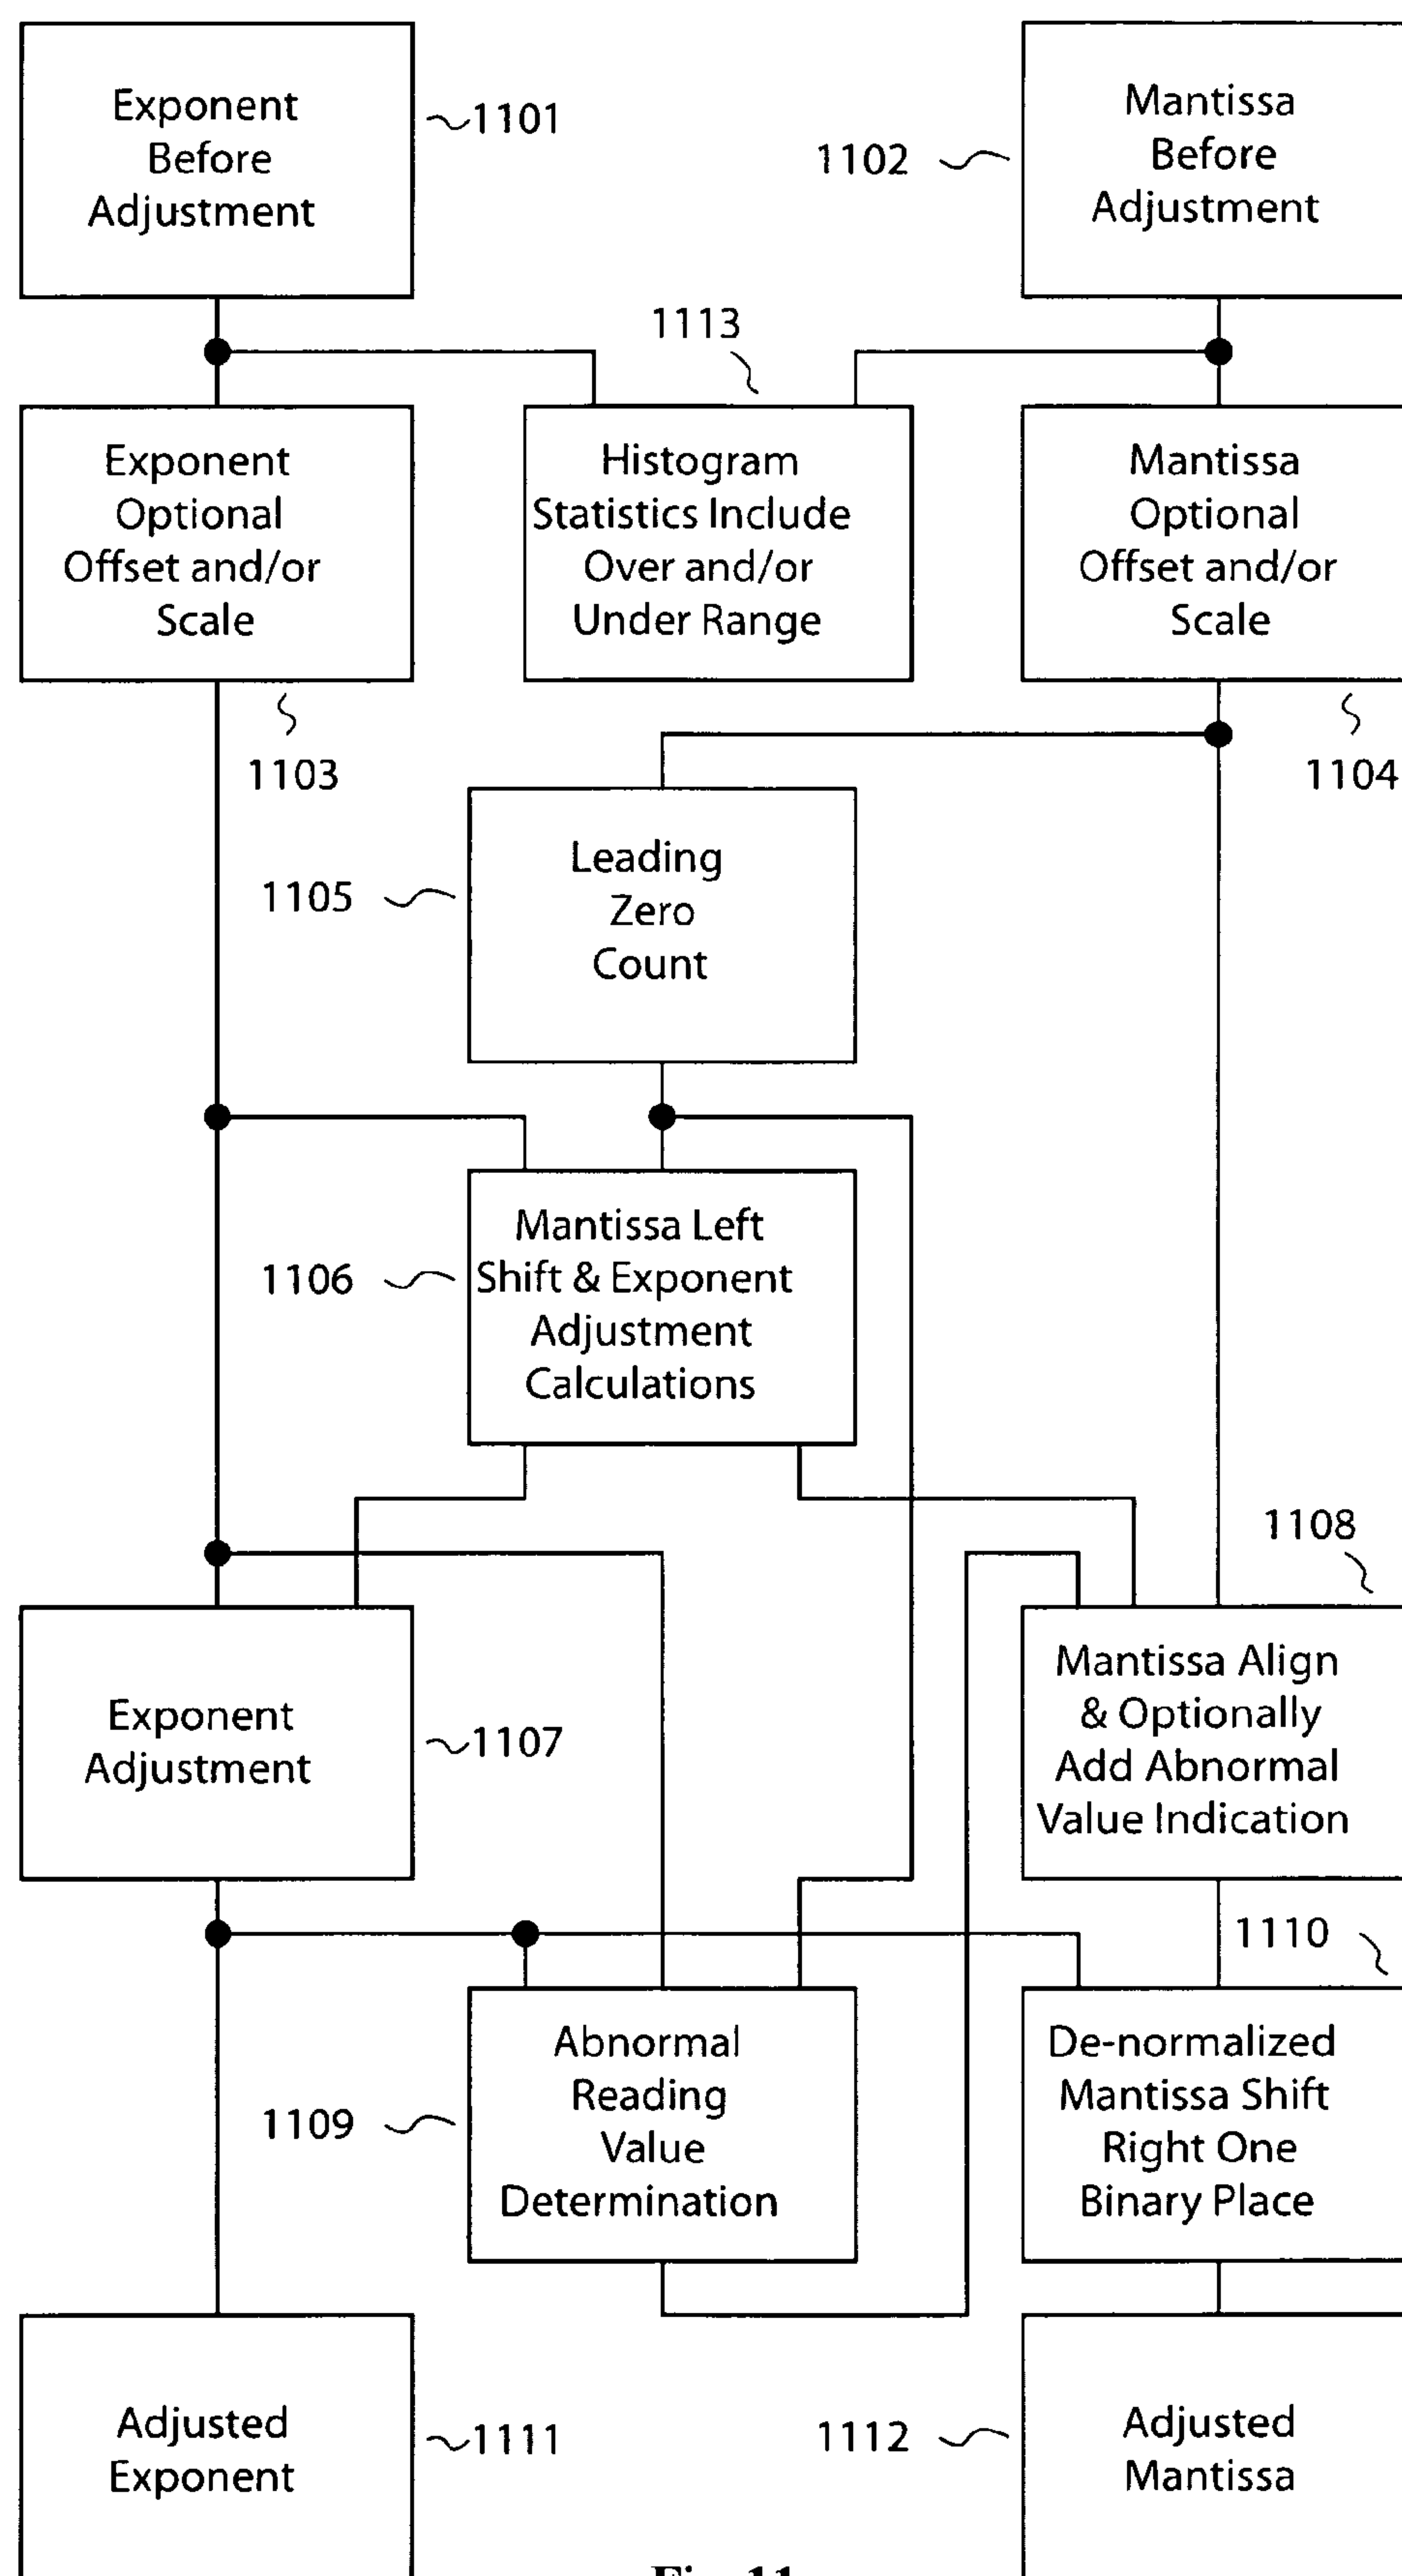 Exponent
Before
Adjustment
1101
1102
Mantissa
Before
Adjustment
1113
Exponent
Optional
Offset and/or
Scale
Histogram
Statistics Include
Over and/or
Under Range
Mantissa
Optional
Offset and/or
Scale
1103
1104
1105
Leading
Zero
Count
1106
Mantissa Left
Shift & Exponent
Adjustment
Calculations
1108
Exponent
Adjustment
1107
Mantissa Align
& Optionally
Add Abnormal
Value Indication
1110
1109
Abnormal
Reading
Value
Determination
De-normalized
Mantissa Shift
Right One
Binary Place
Adjusted
Exponent
1111
1112
Adjusted
Mantissa